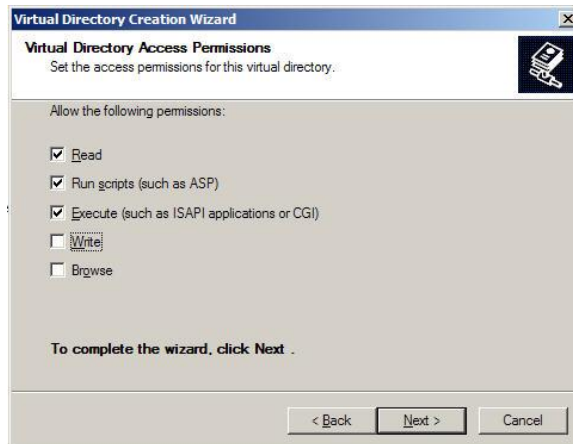 Virtual Directory Creation Wizard
Virtual Directory Access Permissions
Set the access permissions for this virtual directory.
Allow the following permissions:
Read
Run scripts (such as ASP)
Execute (such as ISAPI applications or CGI)
Write
Browse
To complete the wizard, click Next .
< Back Next > Cancel